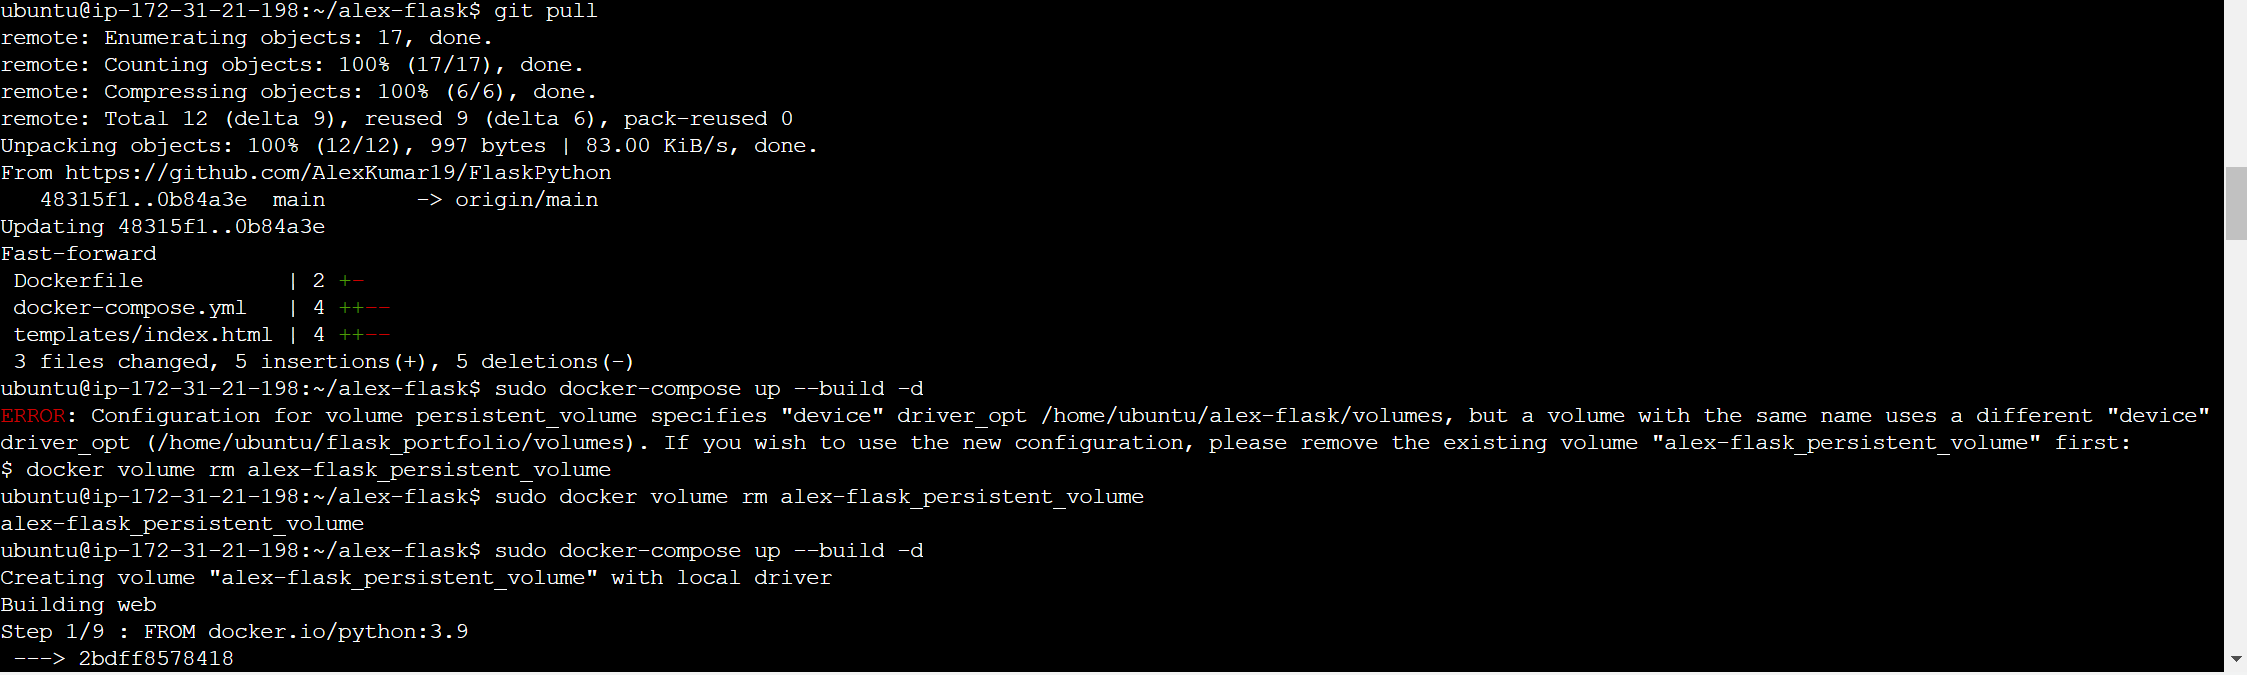 ubuntu@ip-172-31-21-198:~/alex-flask$ git pull
remote: Enumerating objects: 17, done.
remote: Counting objects: 100% (17/17), done.
remote: Compressing objects: 100% (6/6), done.
remote: Total 12 (delta 9), reused 9 (delta 6), pack-reused 0
Unpacking objects: 100% (12/12), 997 bytes | 83.00 KiB/s, done.
From https://github.com/AlexKumar19/FlaskPython
   48315f1..0b84a3e  main       -> origin/main
Updating 48315f1..0b84a3e
Fast-forward
 Dockerfile           | 2 +-
 docker-compose.yml   | 4 ++--
 templates/index.html | 4 ++--
 3 files changed, 5 insertions(+), 5 deletions(-)
ubuntu@ip-172-31-21-198:~/alex-flask$ sudo docker-compose up --build -d
ERROR: Configuration for volume persistent_volume specifies "device" driver_opt /home/ubuntu/alex-flask/volumes, but a volume with the same name uses a different "device"
driver_opt (/home/ubuntu/flask_portfolio/volumes). If you wish to use the new configuration, please remove the existing volume "alex-flask_persistent_volume" first:
$ docker volume rm alex-flask_persistent_volume
ubuntu@ip-172-31-21-198:~/alex-flask$ sudo docker volume rm alex-flask_persistent_volume
alex-flask_persistent_volume
ubuntu@ip-172-31-21-198:~/alex-flask$ sudo docker-compose up --build -d
Creating volume "alex-flask_persistent_volume" with local driver
Building web
Step 1/9 : FROM docker.io/python:3.9
 ---> 2bdff8578418